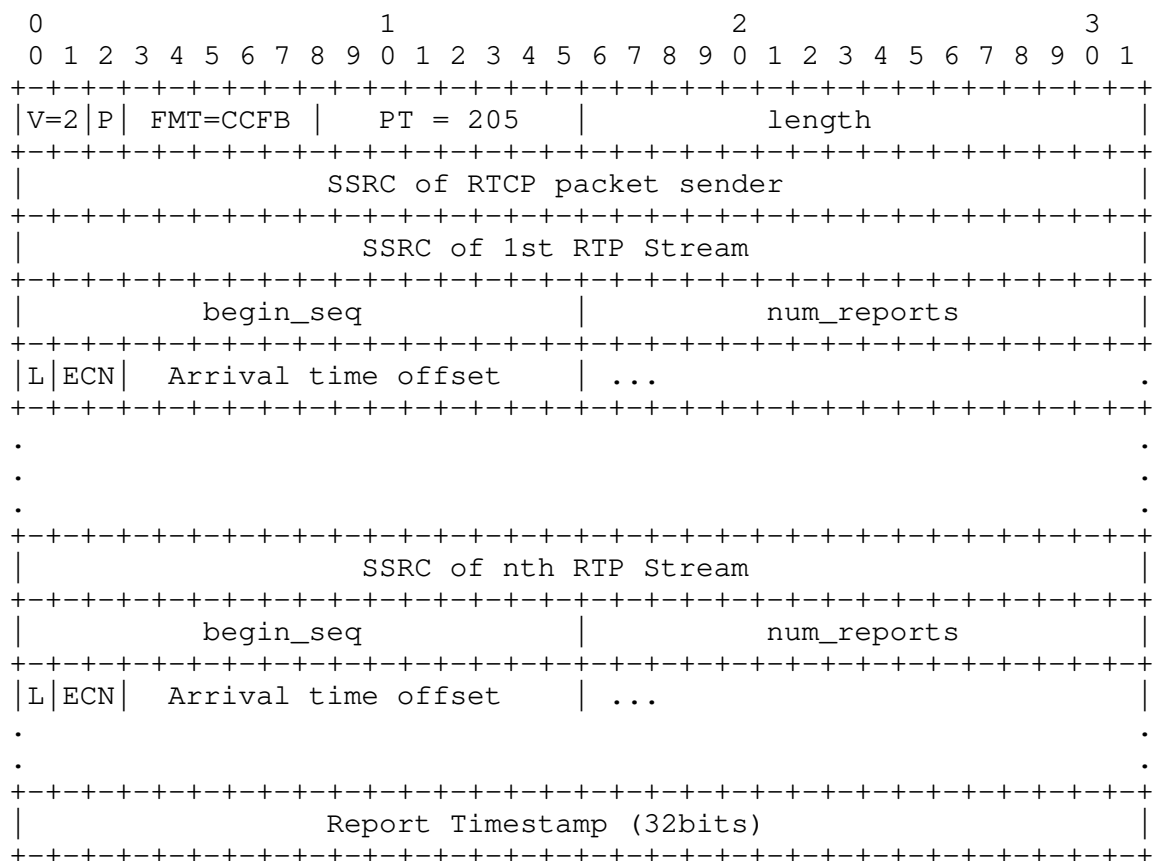 0                   1                   2                   3
 0 1 2 3 4 5 6 7 8 9 0 1 2 3 4 5 6 7 8 9 0 1 2 3 4 5 6 7 8 9 0 1
+-+-+-+-+-+-+-+-+-+-+-+-+-+-+-+-+-+-+-+-+-+-+-+-+-+-+-+-+-+-+-+-+
|V=2|P| FMT=CCFB |   PT = 205    |          length               |
+-+-+-+-+-+-+-+-+-+-+-+-+-+-+-+-+-+-+-+-+-+-+-+-+-+-+-+-+-+-+-+-+
|                 SSRC of RTCP packet sender                    |
+-+-+-+-+-+-+-+-+-+-+-+-+-+-+-+-+-+-+-+-+-+-+-+-+-+-+-+-+-+-+-+-+
|                   SSRC of 1st RTP Stream                      |
+-+-+-+-+-+-+-+-+-+-+-+-+-+-+-+-+-+-+-+-+-+-+-+-+-+-+-+-+-+-+-+-+
|          begin_seq            |          num_reports          |
+-+-+-+-+-+-+-+-+-+-+-+-+-+-+-+-+-+-+-+-+-+-+-+-+-+-+-+-+-+-+-+-+
|L|ECN|  Arrival time offset    | ...                           .
+-+-+-+-+-+-+-+-+-+-+-+-+-+-+-+-+-+-+-+-+-+-+-+-+-+-+-+-+-+-+-+-+
.                                                               .
.                                                               .
.                                                               .
+-+-+-+-+-+-+-+-+-+-+-+-+-+-+-+-+-+-+-+-+-+-+-+-+-+-+-+-+-+-+-+-+
|                   SSRC of nth RTP Stream                      |
+-+-+-+-+-+-+-+-+-+-+-+-+-+-+-+-+-+-+-+-+-+-+-+-+-+-+-+-+-+-+-+-+
|          begin_seq            |          num_reports          |
+-+-+-+-+-+-+-+-+-+-+-+-+-+-+-+-+-+-+-+-+-+-+-+-+-+-+-+-+-+-+-+-+
|L|ECN|  Arrival time offset    | ...                           |
.                                                               .
.                                                               .
+-+-+-+-+-+-+-+-+-+-+-+-+-+-+-+-+-+-+-+-+-+-+-+-+-+-+-+-+-+-+-+-+
|                 Report Timestamp (32bits)                     |
+-+-+-+-+-+-+-+-+-+-+-+-+-+-+-+-+-+-+-+-+-+-+-+-+-+-+-+-+-+-+-+-+